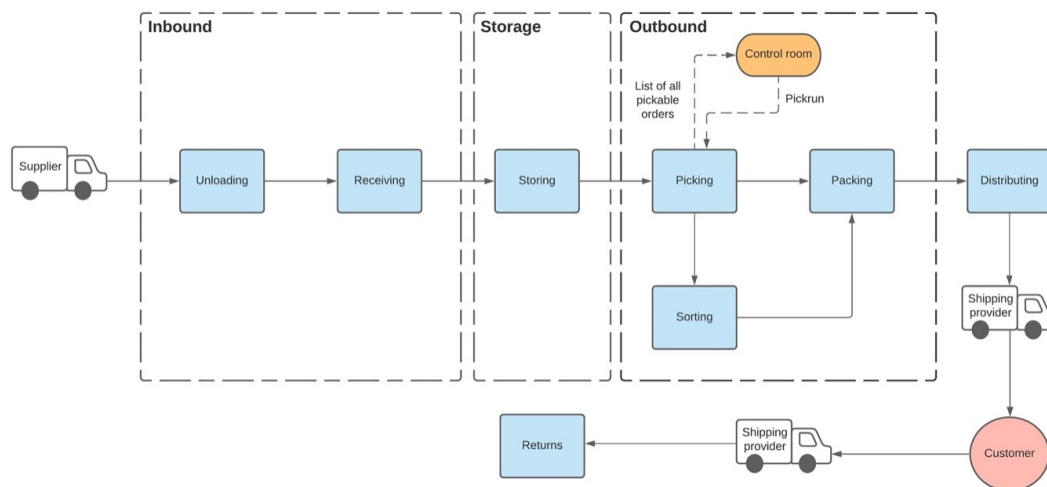 Inbound
Storage
Outbound
Control room
List of all
pickable
orders
Pickrun
Supplier
Unloading
Receiving
Storing
Picking
Packing
Distributing
Sorting
Shipping
provider
Returns
Shipping
provider
Customer